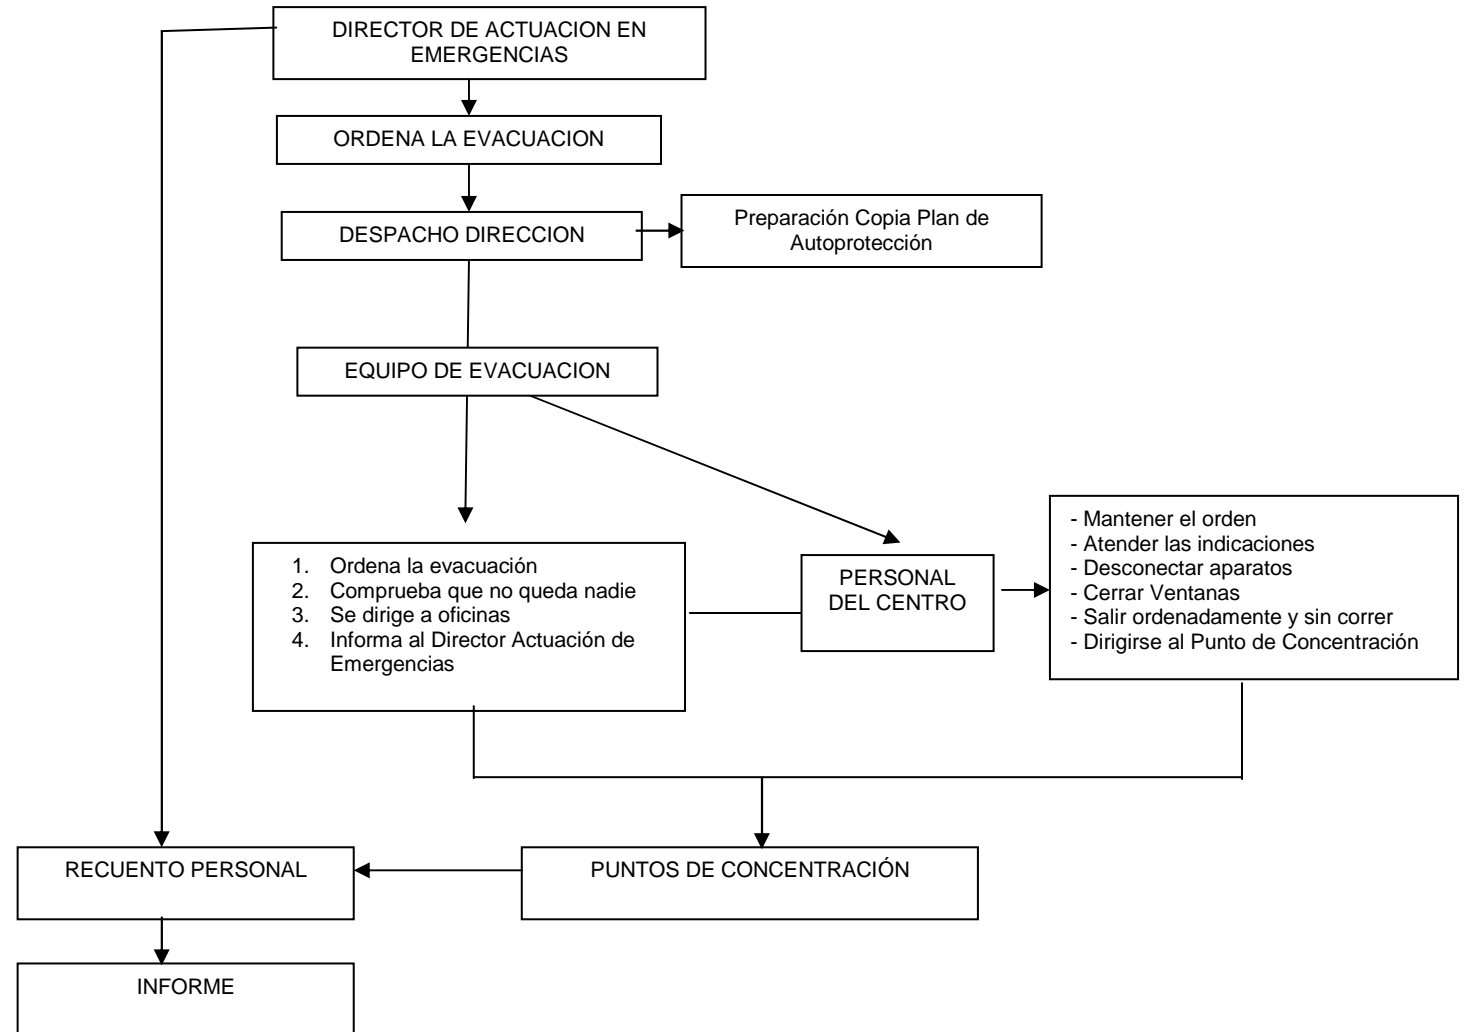 DIRECTOR DE ACTUACION EN
EMERGENCIAS
ORDENA LA EVACUACION
DESPACHO DIRECCION
Preparación Copia Plan de
Autoprotección
EQUIPO DE EVACUACION
1. Ordena la evacuación
2. Comprueba que no queda nadie
3. Se dirige a oficinas
4. Informa al Director Actuación de
Emergencias
PERSONAL
DEL CENTRO
- Mantener el orden
- Atender las indicaciones
- Desconectar aparatos
- Cerrar Ventanas
- Salir ordenadamente y sin correr
- Dirigirse al Punto de Concentración
RECUENTO PERSONAL
PUNTOS DE CONCENTRACIÓN
INFORME